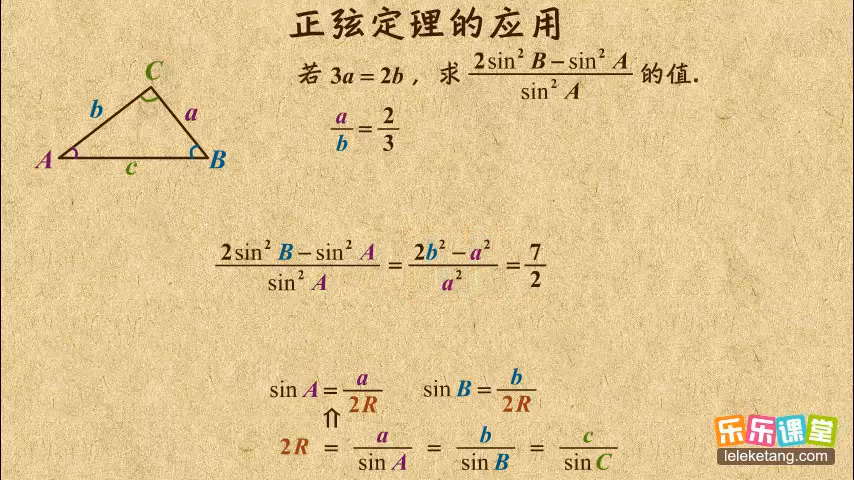 正弦定理的应用
若 3a = 2b ，求 (2sin² B − sin² A) / (sin² A) 的值.
a/b = 2/3
C
b a
A c B
(2sin² B − sin² A) / (sin² A) = (2b² − a²) / a² = 7/2
sin A = a/2R sin B = b/2R
⇑
2R = a/sin A = b/sin B = c/sin C
乐乐课堂
leleketang.com